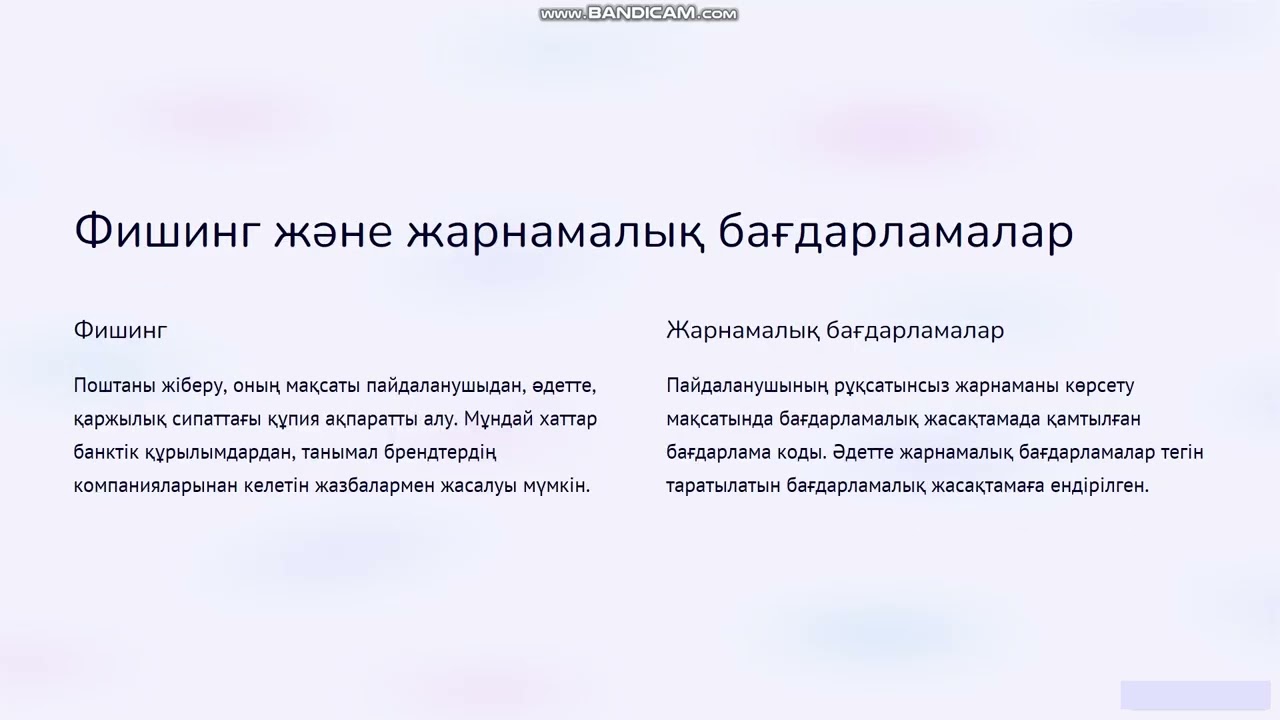 www.BANDICAM.com
Фишинг және жарнамалық бағдарламалар
Фишинг
Поштаны жіберу, оның мақсаты пайдаланушыдан, әдетте,
қаржылық сипаттағы құпия ақпаратты алу. Мұндай хаттар
банктік құрылымдардан, танымал брендтердің
компанияларынан келетін жазбалармен жасалуы мүмкін.
Жарнамалық бағдарламалар
Пайдаланушының рұқсатынсыз жарнаманы көрсету
мақсатында бағдарламалық жасақтамада қамтылған
бағдарлама коды. Әдетте жарнамалық бағдарламалар тегін
таратылатын бағдарламалық жасақтамаға ендірілген.